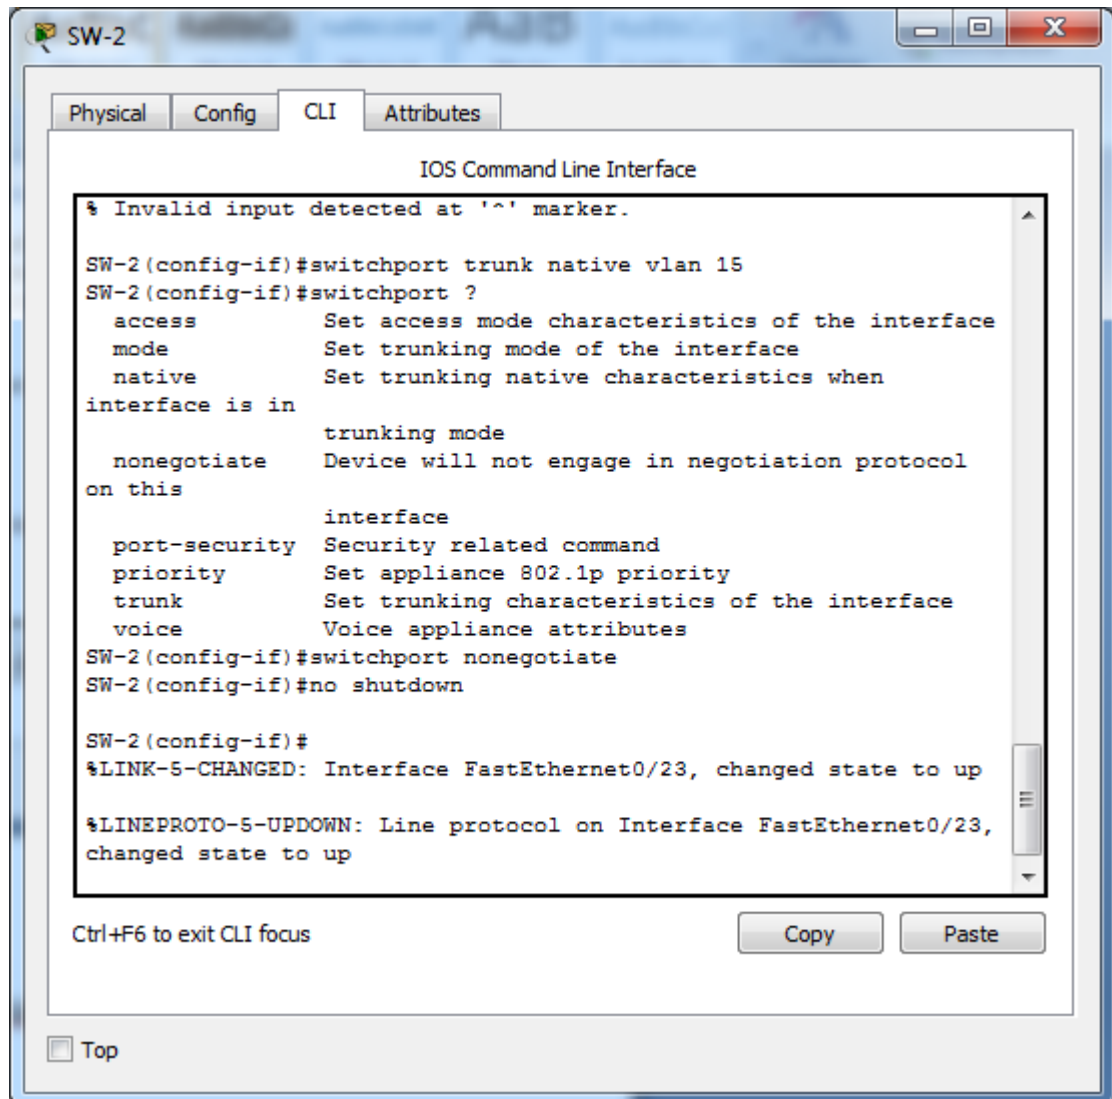 SW-2
Physical Config CLI Attributes
IOS Command Line Interface
% Invalid input detected at '^' marker.
SW-2(config-if)#switchport trunk native vlan 15
SW-2(config-if)#switchport ?
access Set access mode characteristics of the interface
mode Set trunking mode of the interface
native Set trunking native characteristics when
interface is in
trunking mode
nonegotiate Device will not engage in negotiation protocol
on this
interface
port-security Security related command
priority Set appliance 802.1p priority
trunk Set trunking characteristics of the interface
voice Voice appliance attributes
SW-2(config-if)#switchport nonegotiate
SW-2(config-if)#no shutdown
SW-2(config-if)#
%LINK-5-CHANGED: Interface FastEthernet0/23, changed state to up
%LINEPROTO-5-UPDOWN: Line protocol on Interface FastEthernet0/23,
changed state to up
Ctrl+F6 to exit CLI focus
Copy Paste
Top